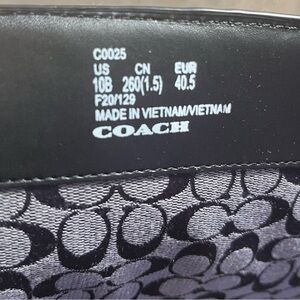 C0025
US CN EUR
10B 260(1.5) 40.5
F20/129
MADE IN VIETNAM/VIETNAM
COACH